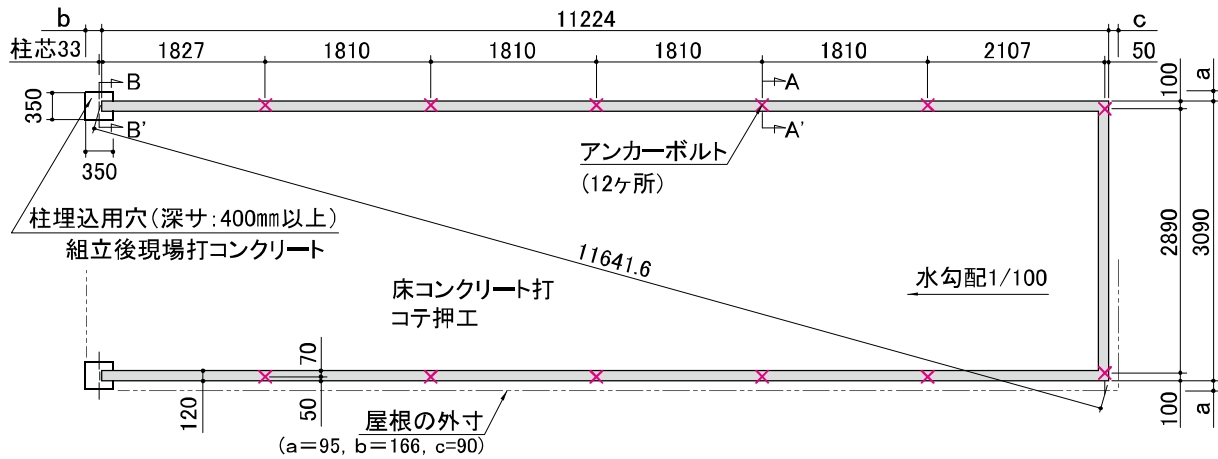 b
11224
c
柱芯33
1827
1810
1810
1810
1810
2107
50
100
a
B
A
350
B'
A'
350
アンカーボルト
(12ヶ所)
柱埋込用穴(深サ:400mm以上)
組立後現場打コンクリート
11641.6
2890
3090
床コンクリート打
コテ押工
水勾配1/100
70
120
50
屋根の外寸
(a=95, b=166, c=90)
100
a